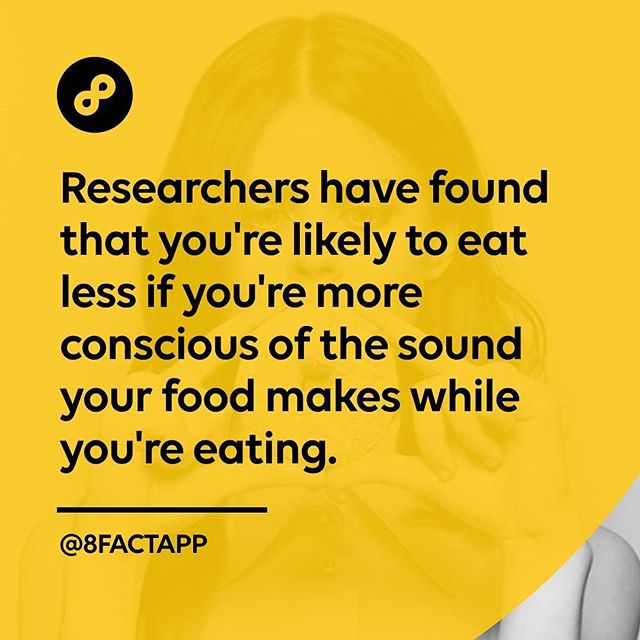 Researchers have found
that you're likely to eat
less if you're more
conscious of the sound
your food makes while
you're eating.
@8FACTAPP